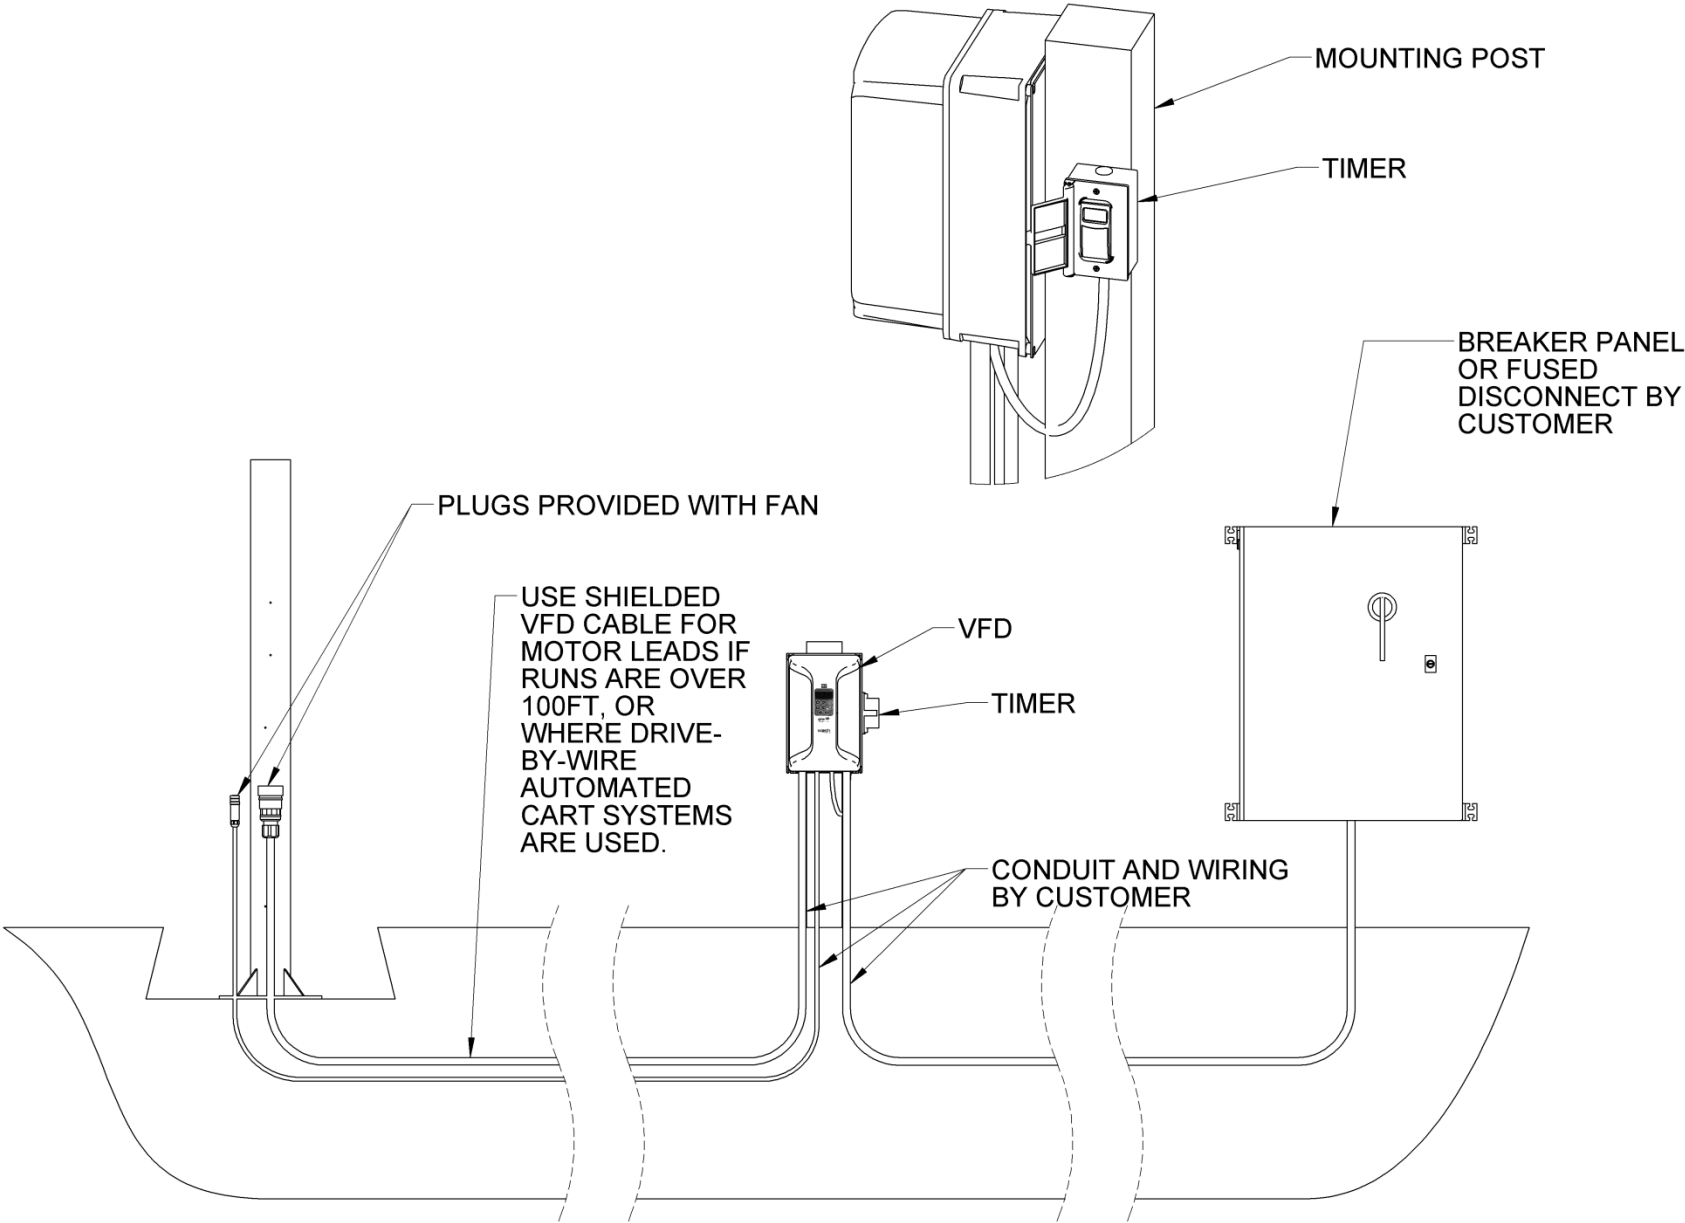 MOUNTING POST
TIMER
BREAKER PANEL
OR FUSED
DISCONNECT BY
CUSTOMER
PLUGS PROVIDED WITH FAN
USE SHIELDED
VFD CABLE FOR
MOTOR LEADS IF
RUNS ARE OVER
100FT, OR
WHERE DRIVE-
BY-WIRE
AUTOMATED
CART SYSTEMS
ARE USED.
VFD
TIMER
CONDUIT AND WIRING
BY CUSTOMER